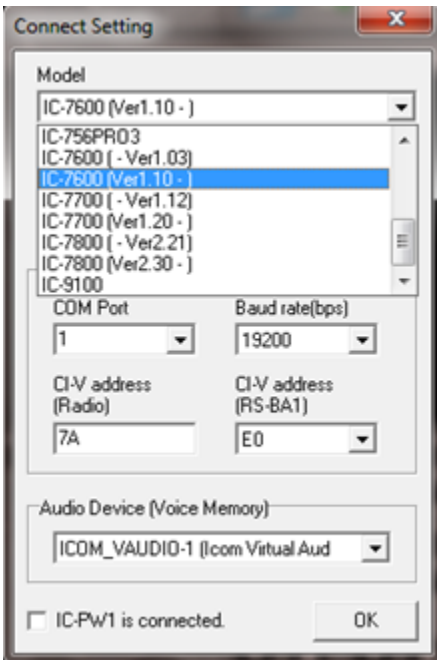 Connect Setting
Model
IC-7600 (Ver1.10 - )
IC-756PRO3
IC-7600 ( - Ver1.03)
IC-7600 (Ver1.10 - )
IC-7700 ( - Ver1.12)
IC-7700 (Ver1.20 - )
IC-7800 ( - Ver2.21)
IC-7800 (Ver2.30 - )
IC-9100
COM Port Baud rate(bps)
1 19200
CI-V address CI-V address
(Radio) (RS-BA1)
7A E0
Audio Device (Voice Memory)
ICOM_VAUDIO-1 (Icom Virtual Aud
IC-PW1 is connected. OK